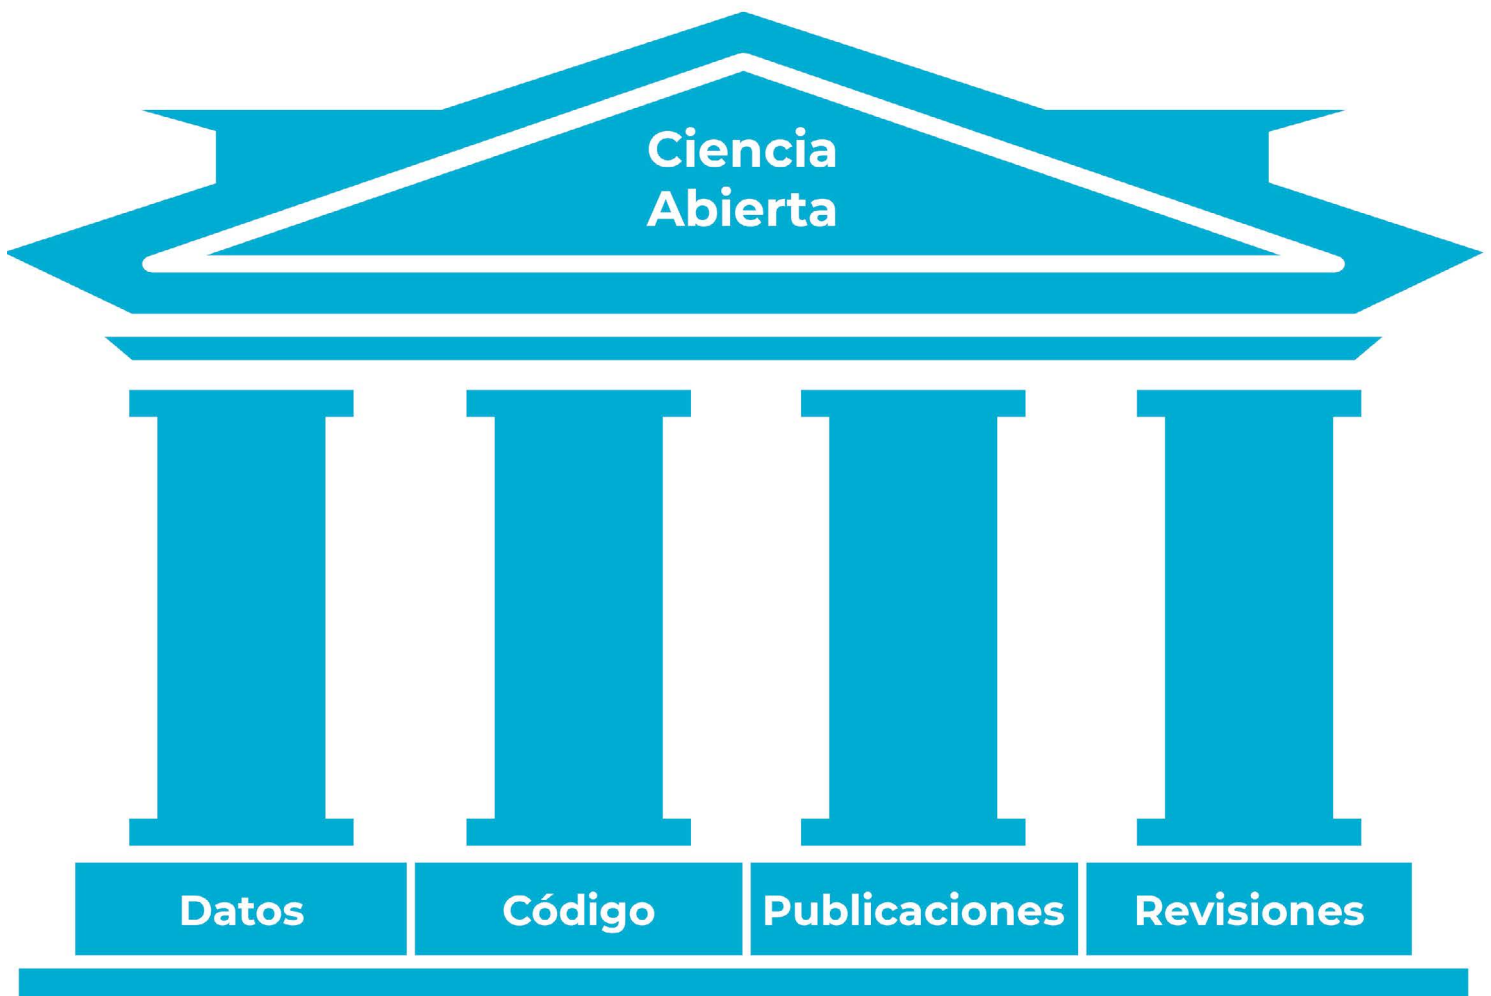 Ciencia
Abierta
Datos
Código
Publicaciones
Revisiones